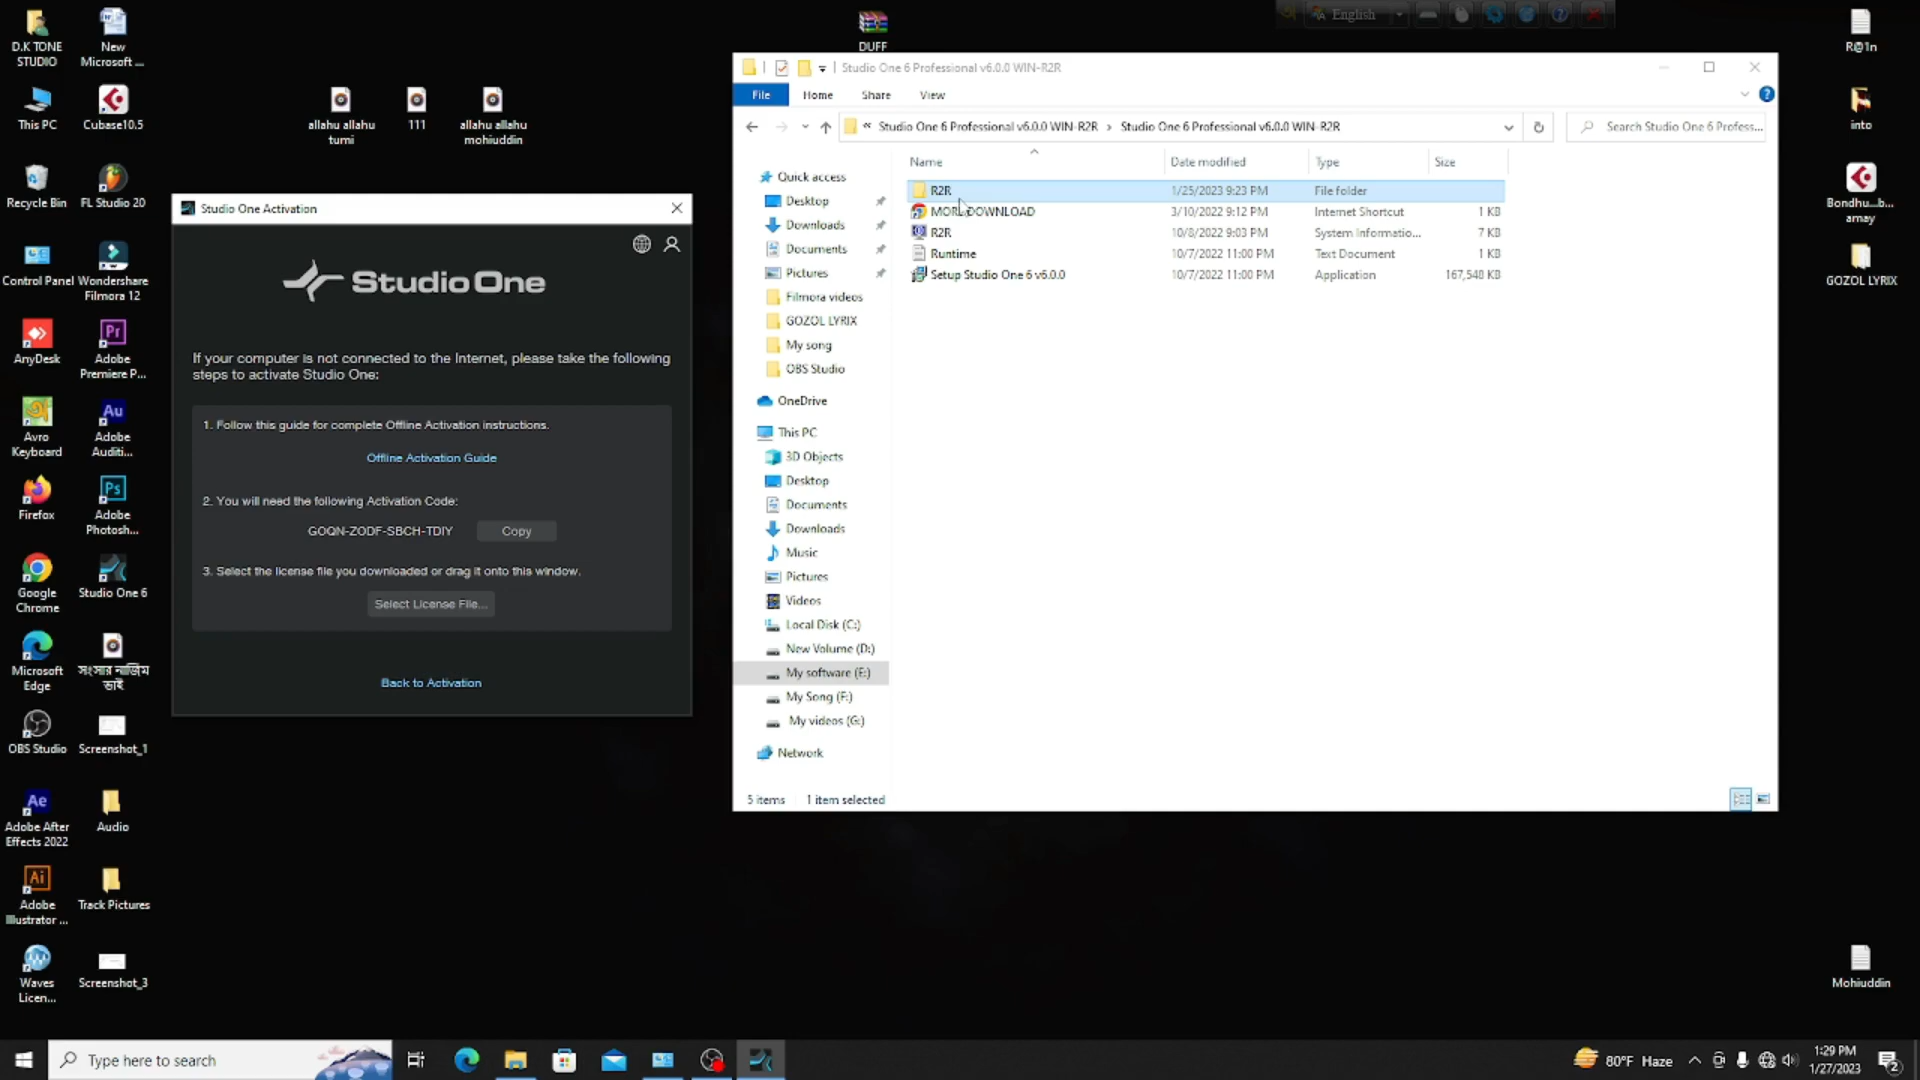 D.K TONE
STUDIO
New
Microsoft ...
This PC
Cubase10.5
Recycle Bin
FL Studio 20
Control Panel
Wondershare
Filmora 12
AnyDesk
Adobe
Premiere P...
Avro
Keyboard
Adobe
Auditi...
Firefox
Adobe
Photosh...
Google
Chrome
Studio One 6
Microsoft
Edge
সংসার নাজিম
ভাই
OBS Studio
Screenshot_1
Adobe After
Effects 2022
Audio
Adobe
Illustrator ...
Track Pictures
Waves
Licen...
Screenshot_3
allahu allahu
tumi
111
allahu allahu
mohiuddin
DUFF
English
R@1n
into
Bondhu...b...
array
GOZOL LYRIX
Mohiuddin
Studio One Activation
Studio One
If your computer is not connected to the Internet, please take the following
steps to activate Studio One:
1. Follow this guide for complete Offline Activation instructions.
Offline Activation Guide
2. You will need the following Activation Code:
GOQN-ZODF-SBCH-TDIY
Copy
3. Select the license file you downloaded or drag it onto this window.
Select License File...
Back to Activation
Studio One 6 Professional v6.0.0 WIN-R2R
File
Home
Share
View
« Studio One 6 Professional v6.0.0 WIN-R2R › Studio One 6 Professional v6.0.0 WIN-R2R
Search Studio One 6 Profess...
Name
Date modified
Type
Size
R2R 1/25/2023 9:23 PM File folder
MORE DOWNLOAD 3/10/2022 9:12 PM Internet Shortcut 1 KB
R2R 10/8/2022 9:03 PM System Informatio... 7 KB
Runtime 10/7/2022 11:00 PM Text Document 1 KB
Setup Studio One 6 v6.0.0 10/7/2022 11:00 PM Application 167,548 KB
Quick access
Desktop
Downloads
Documents
Pictures
Filmora videos
GOZOL LYRIX
My song
OBS Studio
OneDrive
This PC
3D Objects
Desktop
Documents
Downloads
Music
Pictures
Videos
Local Disk (C:)
New Volume (D:)
My software (E:)
My Song (F:)
My videos (G:)
Network
5 items
1 item selected
Type here to search
80°F Haze
1:29 PM
1/27/2023
2